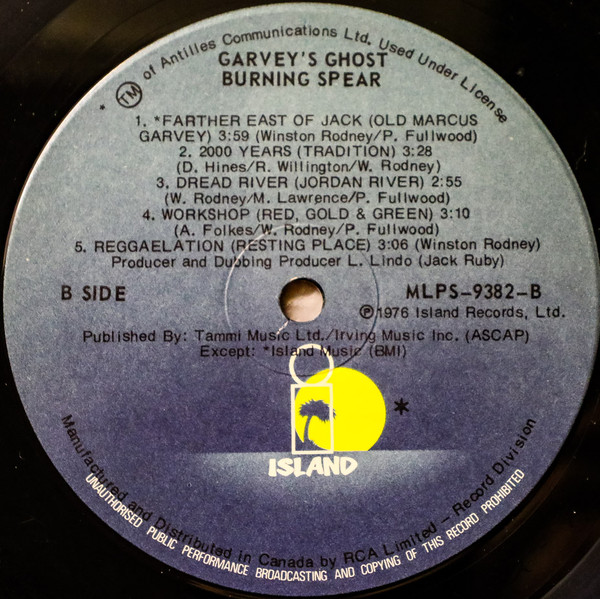 * TM of Antilles Communications Ltd. Used Under License
GARVEY'S GHOST
BURNING SPEAR
1. *FARTHER EAST OF JACK (OLD MARCUS
GARVEY) 3:59 (Winston Rodney/P. Fullwood)
2. 2000 YEARS (TRADITION) 3:28
(D. Hines/R. Willington/W. Rodney)
3. DREAD RIVER (JORDAN RIVER) 2:55
(W. Rodney/M. Lawrence/P. Fullwood)
4. WORKSHOP (RED, GOLD & GREEN) 3:10
(A. Folkes/W. Rodney/P. Fullwood)
5. REGGAELATION (RESTING PLACE) 3:06 (Winston Rodney)
Producer and Dubbing Producer L. Lindo (Jack Ruby)
B SIDE
MLPS-9382-B
℗1976 Island Records, Ltd.
Published By: Tammi Music Ltd./Irving Music Inc. (ASCAP)
Except: *Island Music (BMI)
i
*
ISLAND
Manufactured and Distributed in Canada by RCA Limited - Record Division
UNAUTHORISED PUBLIC PERFORMANCE BROADCASTING AND COPYING OF THIS RECORD PROHIBITED